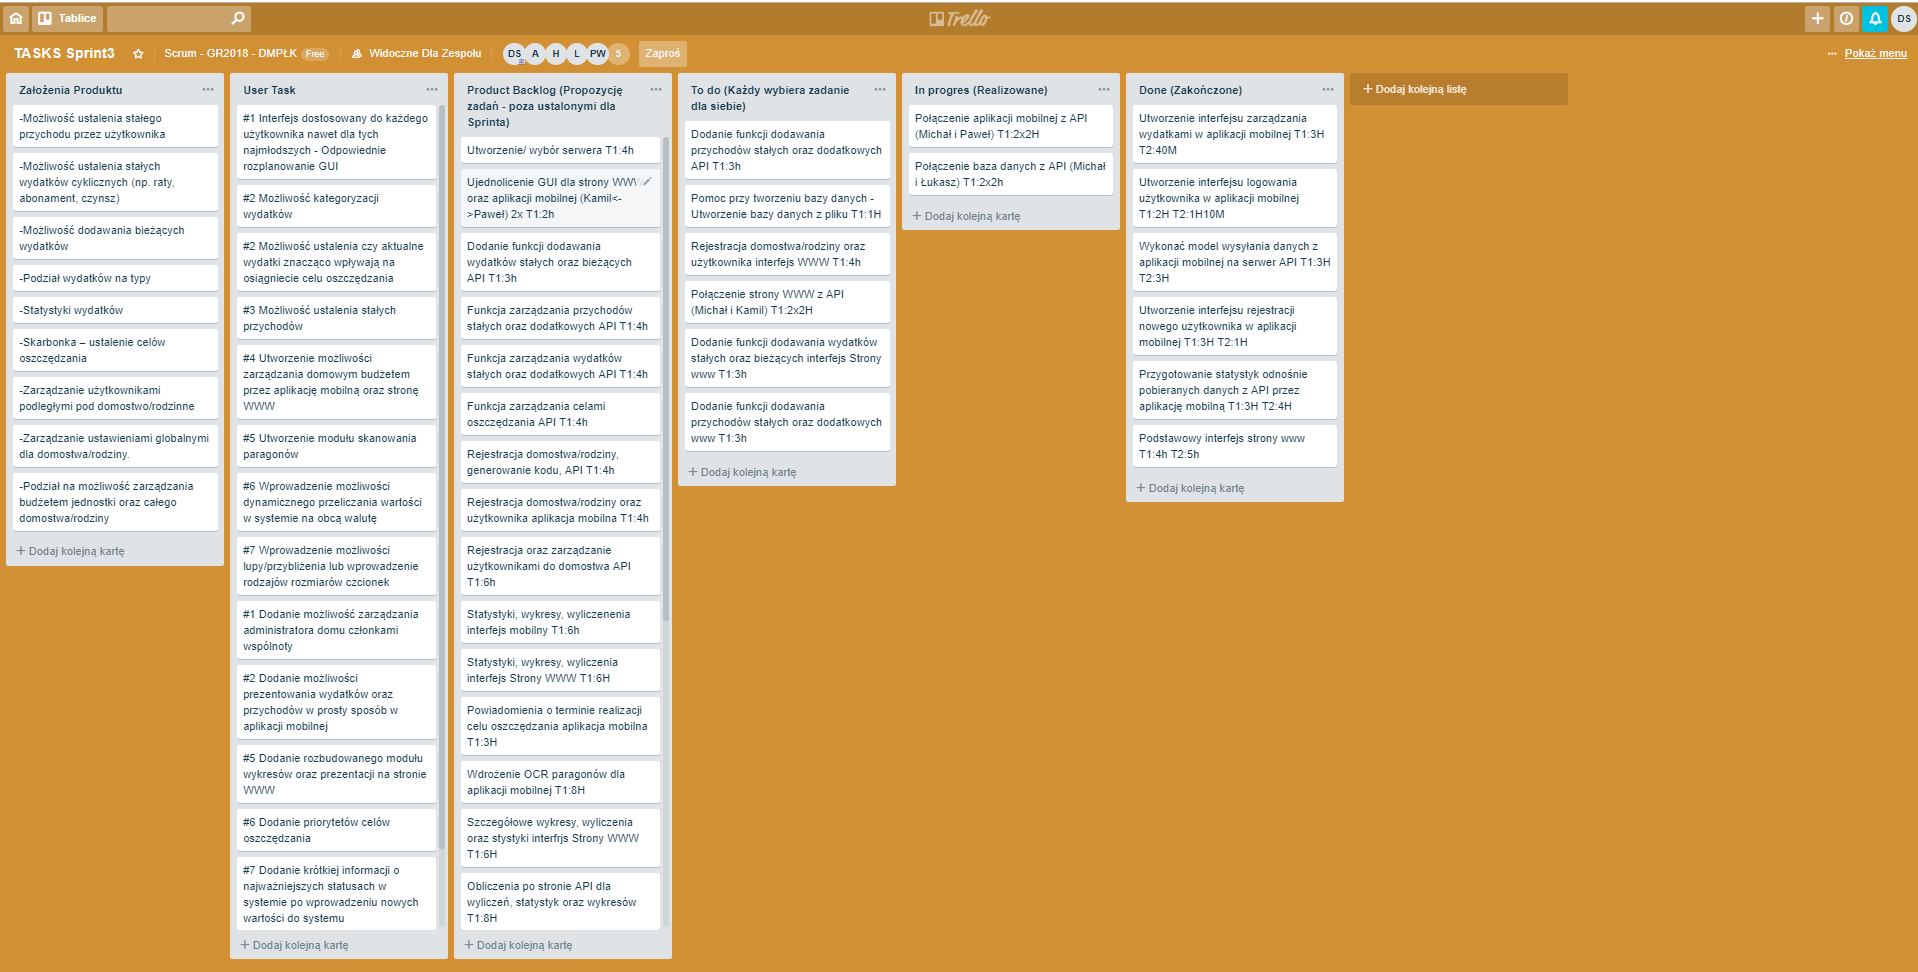 Tablice
Trello
DS
TASKS Sprint3
Scrum - GR2018 - DMPŁK Free
Widoczne Dla Zespołu
DS A H L PW 5
Zaproś
... Pokaż menu
Założenia Produktu
-Możliwość ustalenia stałego
przychodu przez użytkownika
-Możliwość ustalenia stałych
wydatków cyklicznych (np. raty,
abonament, czynsz)
-Możliwość dodawania bieżących
wydatków
-Podział wydatków na typy
-Statystyki wydatków
-Skarbonka – ustalenie celów
oszczędzania
-Zarządzanie użytkownikami
podległymi pod domostwo/rodzinne
-Zarządzanie ustawieniami globalnymi
dla domostwa/rodziny.
-Podział na możliwość zarządzania
budżetem jednostki oraz całego
domostwa/rodziny
+ Dodaj kolejną kartę
User Task
#1 Interfejs dostosowany do każdego
użytkownika nawet dla tych
najmłodszych - Odpowiednie
rozplanowanie GUI
#2 Możliwość kategoryzacji
wydatków
#2 Możliwość ustalenia czy aktualne
wydatki znacząco wpływają na
osiągniecie celu oszczędzania
#3 Możliwość ustalenia stałych
przychodów
#4 Utworzenie możliwości
zarządzania domowym budżetem
przez aplikację mobilną oraz stronę
WWW
#5 Utworzenie modułu skanowania
paragonów
#6 Wprowadzenie możliwości
dynamicznego przeliczania wartości
w systemie na obcą walutę
#7 Wprowadzenie możliwości
lupy/przybliżenia lub wprowadzenie
rodzajów rozmiarów czcionek
#1 Dodanie możliwość zarządzania
administratora domu członkami
wspólnoty
#2 Dodanie możliwości
prezentowania wydatków oraz
przychodów w prosty sposób w
aplikacji mobilnej
#5 Dodanie rozbudowanego modułu
wykresów oraz prezentacji na stronie
WWW
#6 Dodanie priorytetów celów
oszczędzania
#7 Dodanie krótkiej informacji o
najważniejszych statusach w
systemie po wprowadzeniu nowych
wartości do systemu
+ Dodaj kolejną kartę
Product Backlog (Propozycję
zadań - poza ustalonymi dla
Sprinta)
Utworzenie/ wybór serwera T1:4h
Ujednolicenie GUI dla strony WWW
oraz aplikacji mobilnej (Kamil<-
>Paweł) 2x T1:2h
Dodanie funkcji dodawania
wydatków stałych oraz bieżących
API T1:3h
Funkcja zarządzania przychodów
stałych oraz dodatkowych API T1:4h
Funkcja zarządzania wydatków
stałych oraz dodatkowych API T1:4h
Funkcja zarządzania celami
oszczędzania API T1:4h
Rejestracja domostwa/rodziny,
generowanie kodu, API T1:4h
Rejestracja domostwa/rodziny oraz
użytkownika aplikacja mobilna T1:4h
Rejestracja oraz zarządzanie
użytkownikami do domostwa API
T1:6h
Statystyki, wykresy, wyliczenenia
interfejs mobilny T1:6h
Statystyki, wykresy, wyliczenia
interfejs Strony WWW T1:6H
Powiadomienia o terminie realizacji
celu oszczędzania aplikacja mobilna
T1:3H
Wdrożenie OCR paragonów dla
aplikacji mobilnej T1:8H
Szczegółowe wykresy, wyliczenia
oraz stystyki interfrjs Strony WWW
T1:6H
Obliczenia po stronie API dla
wyliczeń, statystyk oraz wykresów
T1:8H
+ Dodaj kolejną kartę
To do (Każdy wybiera zadanie
dla siebie)
Dodanie funkcji dodawania
przychodów stałych oraz dodatkowych
API T1:3h
Pomoc przy tworzeniu bazy danych -
Utworzenie bazy danych z pliku T1:1H
Rejestracja domostwa/rodziny oraz
użytkownika interfejs WWW T1:4h
Połączenie strony WWW z API
(Michał i Kamil) T1:2x2H
Dodanie funkcji dodawania wydatków
stałych oraz bieżących interfejs Strony
www T1:3h
Dodanie funkcji dodawania
przychodów stałych oraz dodatkowych
www T1:3h
+ Dodaj kolejną kartę
In progres (Realizowane)
Połączenie aplikacji mobilnej z API
(Michał i Paweł) T1:2x2H
Połączenie baza danych z API (Michał
i Łukasz) T1:2x2h
+ Dodaj kolejną kartę
Done (Zakończone)
Utworzenie interfejsu zarządzania
wydatkami w aplikacji mobilnej T1:3H
T2:40M
Utworzenie interfejsu logowania
użytkownika w aplikacji mobilnej
T1:2H T2:1H10M
Wykonać model wysyłania danych z
aplikacji mobilnej na serwer API T1:3H
T2:3H
Utworzenie interfejsu rejestracji
nowego użytkownika w aplikacji
mobilnej T1:3H T2:1H
Przygotowanie statystyk odnośnie
pobieranych danych z API przez
aplikację mobilną T1:3H T2:4H
Podstawowy interfejs strony www
T1:4h T2:5h
+ Dodaj kolejną kartę
+ Dodaj kolejną listę